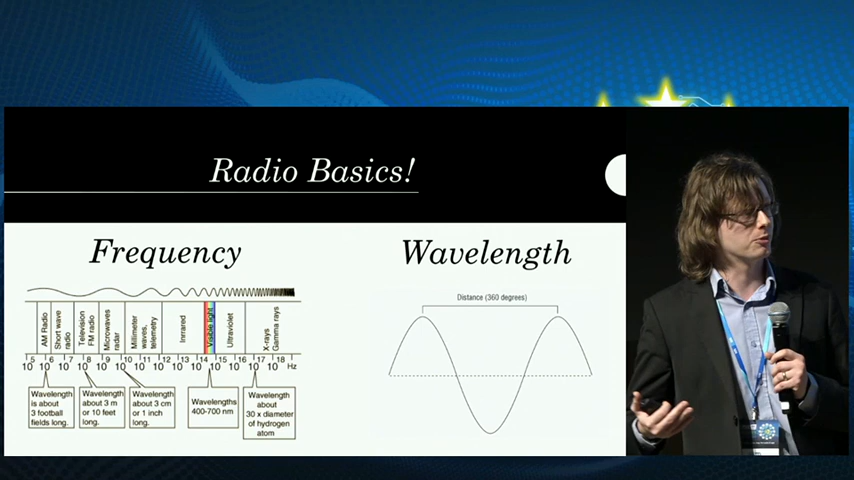 Radio Basics!
Frequency
Wavelength
AM Radio
Short wave
radio
Television
FM radio
Microwaves
radar
Millimeter
waves,
telemetry
Inrrared
Visible light
Ultraviolet
X-rays
Gamma rays
10 5 10 6 10 7 10 8 10 9 10 10 10 11 10 12 10 13 10 14 10 15 10 16 10 17 10 18 Hz
Wavelength
is about
3 football
fields long.
Wavelength
about 3 m
or 10 feet
long.
Wavelength
about 3 cm
or 1 inch
long.
Wavelengths
400-700 nm
Wavelength
about
30 x diameter
of hydrogen
atom
Distance (360 degrees)